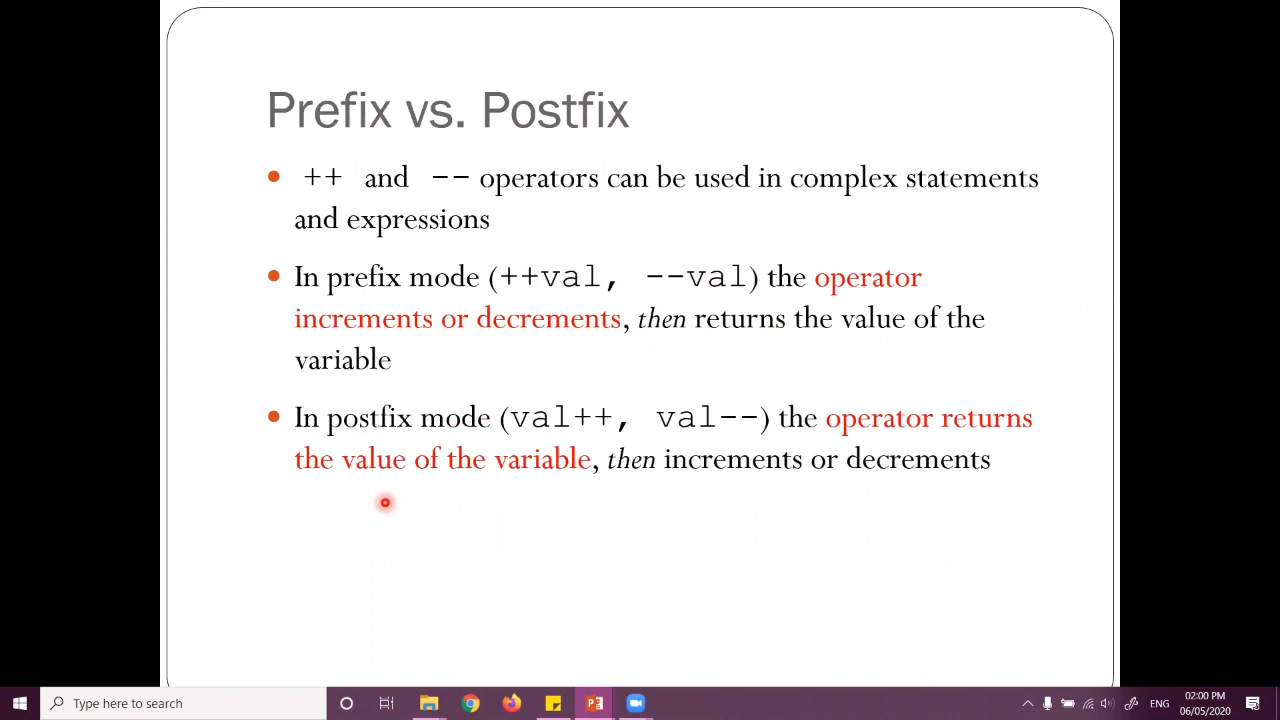 Prefix vs. Postfix
++ and -- operators can be used in complex statements
and expressions
In prefix mode (++val, --val) the operator
increments or decrements, then returns the value of the
variable
In postfix mode (val++, val--) the operator returns
the value of the variable, then increments or decrements
Type here to search
ENG
02:00 PM
06/05/2020